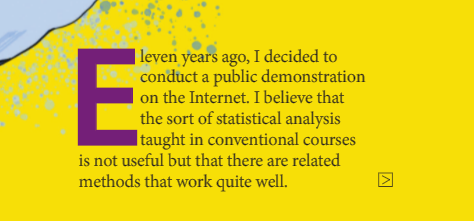 Eleven years ago, I decided to
conduct a public demonstration
on the Internet. I believe that
the sort of statistical analysis
taught in conventional courses
is not useful but that there are related
methods that work quite well.